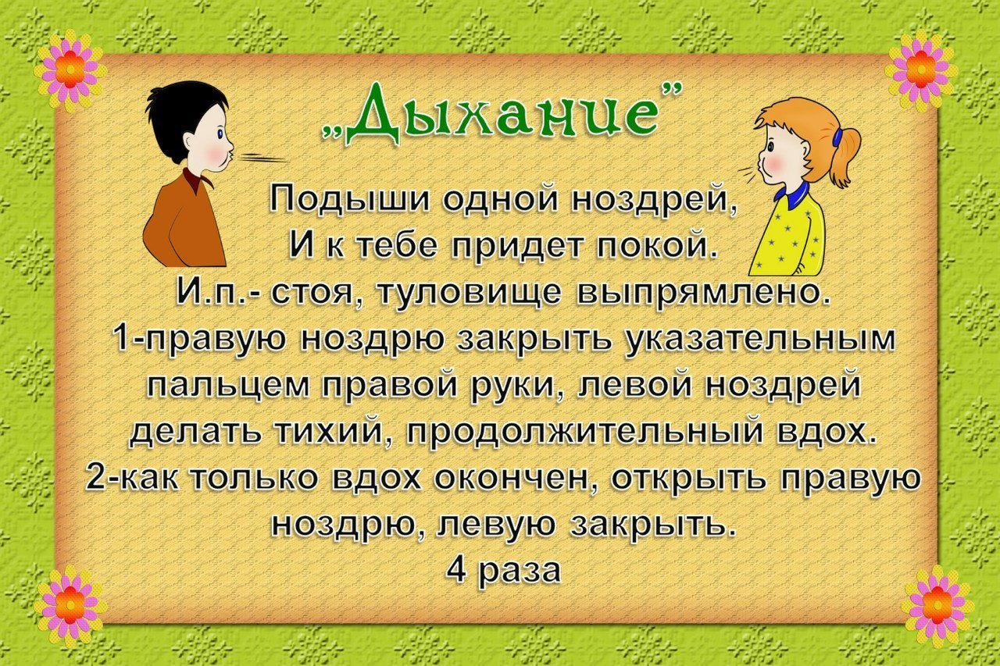 „Дыхание”
Подыши одной ноздрей,
И к тебе придет покой.
И.п.- стоя, туловище выпрямлено.
1-правую ноздрю закрыть указательным
пальцем правой руки, левой ноздрей
делать тихий, продолжительный вдох.
2-как только вдох окончен, открыть правую
ноздрю, левую закрыть.
4 раза